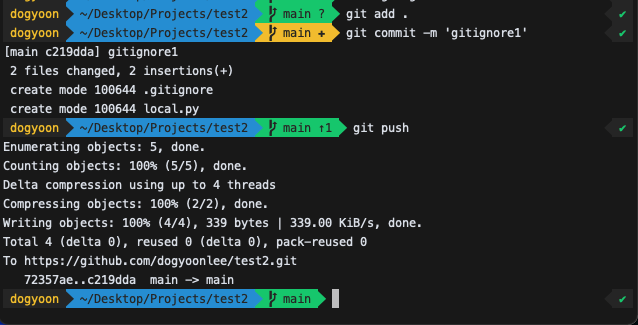 dogyoon ~/Desktop/Projects/test2 main ? git add . ✔
dogyoon ~/Desktop/Projects/test2 main + git commit -m 'gitignore1' ✔
[main c219dda] gitignore1
2 files changed, 2 insertions(+)
create mode 100644 .gitignore
create mode 100644 local.py
dogyoon ~/Desktop/Projects/test2 main ↑1 git push ✔
Enumerating objects: 5, done.
Counting objects: 100% (5/5), done.
Delta compression using up to 4 threads
Compressing objects: 100% (2/2), done.
Writing objects: 100% (4/4), 339 bytes | 339.00 KiB/s, done.
Total 4 (delta 0), reused 0 (delta 0), pack-reused 0
To https://github.com/dogyoonlee/test2.git
72357ae..c219dda main -> main
dogyoon ~/Desktop/Projects/test2 main ✔